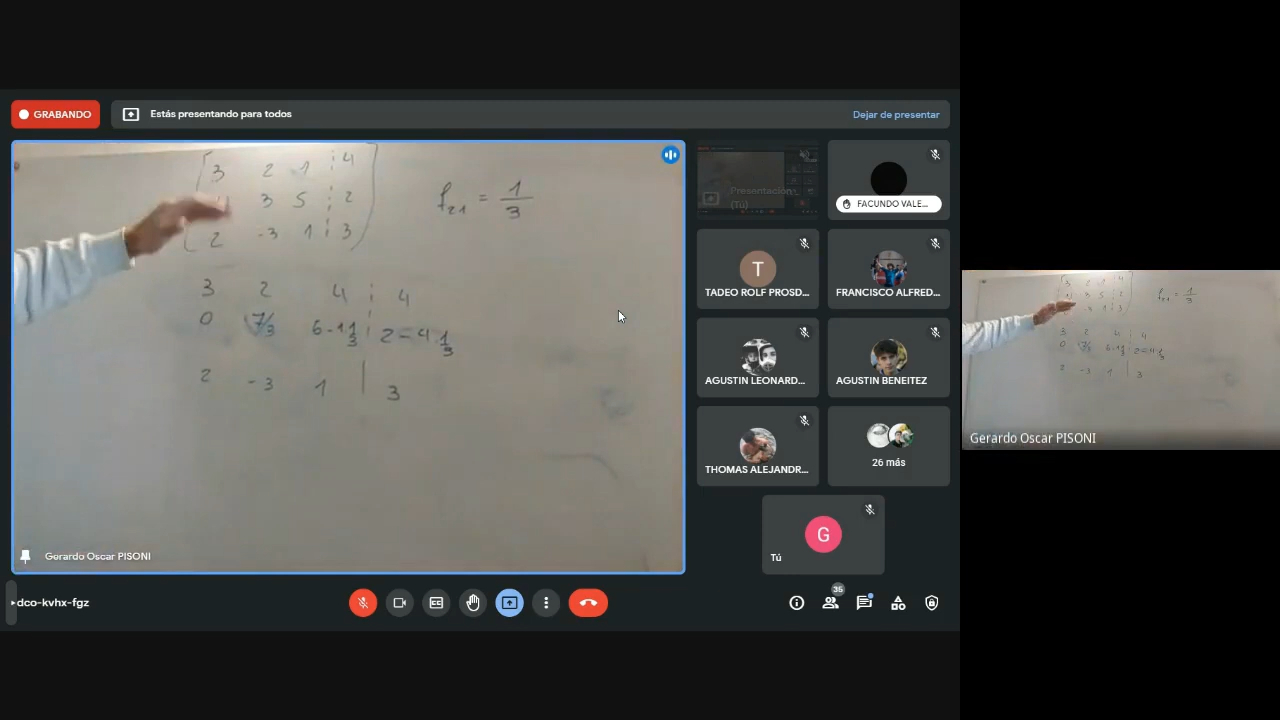 GRABANDO
Estás presentando para todos
Dejar de presentar
3 2 1 4
3 5 2
2 -3 1 3
f21 = 1/3
3 2 4 4
0 7/3 6-1 1/3 2-4·1/3
2 -3 1 3
Gerardo Oscar PISONI
Presentación
(Tú)
FACUNDO VALE...
TADEO ROLF PROSD...
FRANCISCO ALFRED...
AGUSTIN LEONARD...
AGUSTIN BENEITEZ
THOMAS ALEJANDR...
26 más
T
G
Tú
dco-kvhx-fgz
36
Gerardo Oscar PISONI